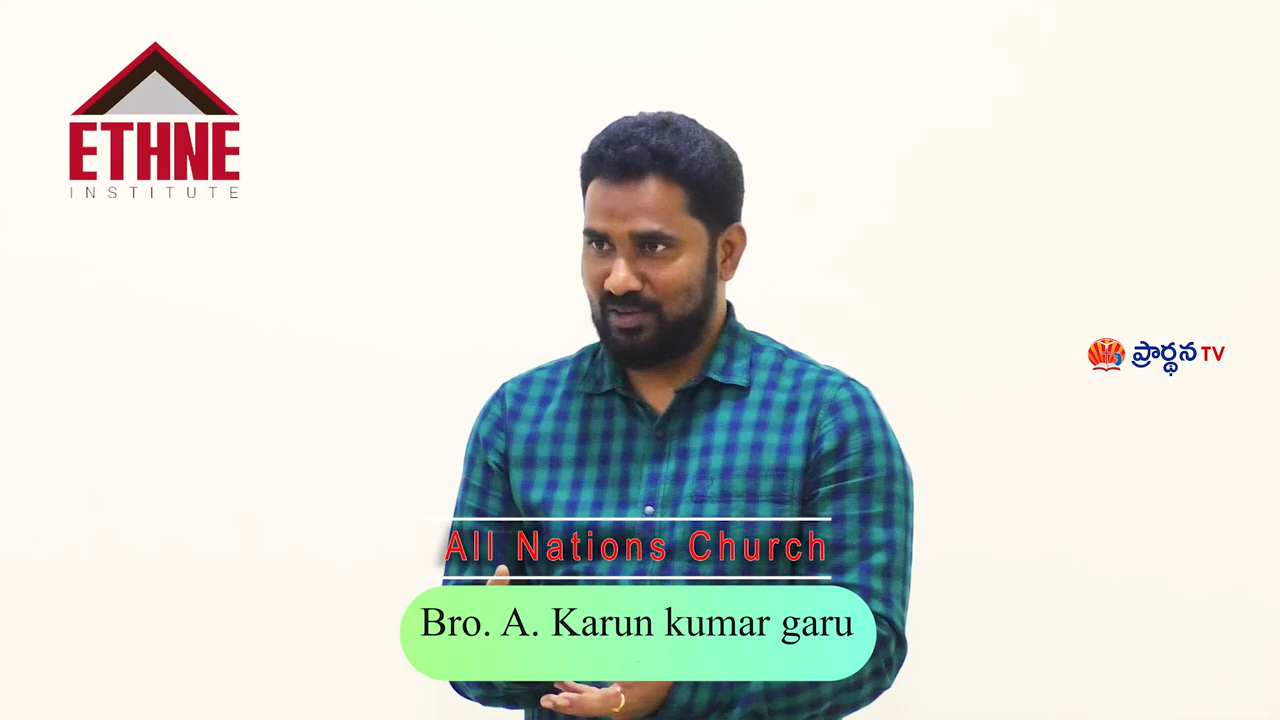 ETHNE
INSTITUTE
ప్రార్థన TV
All Nations Church
Bro. A. Karun kumar garu